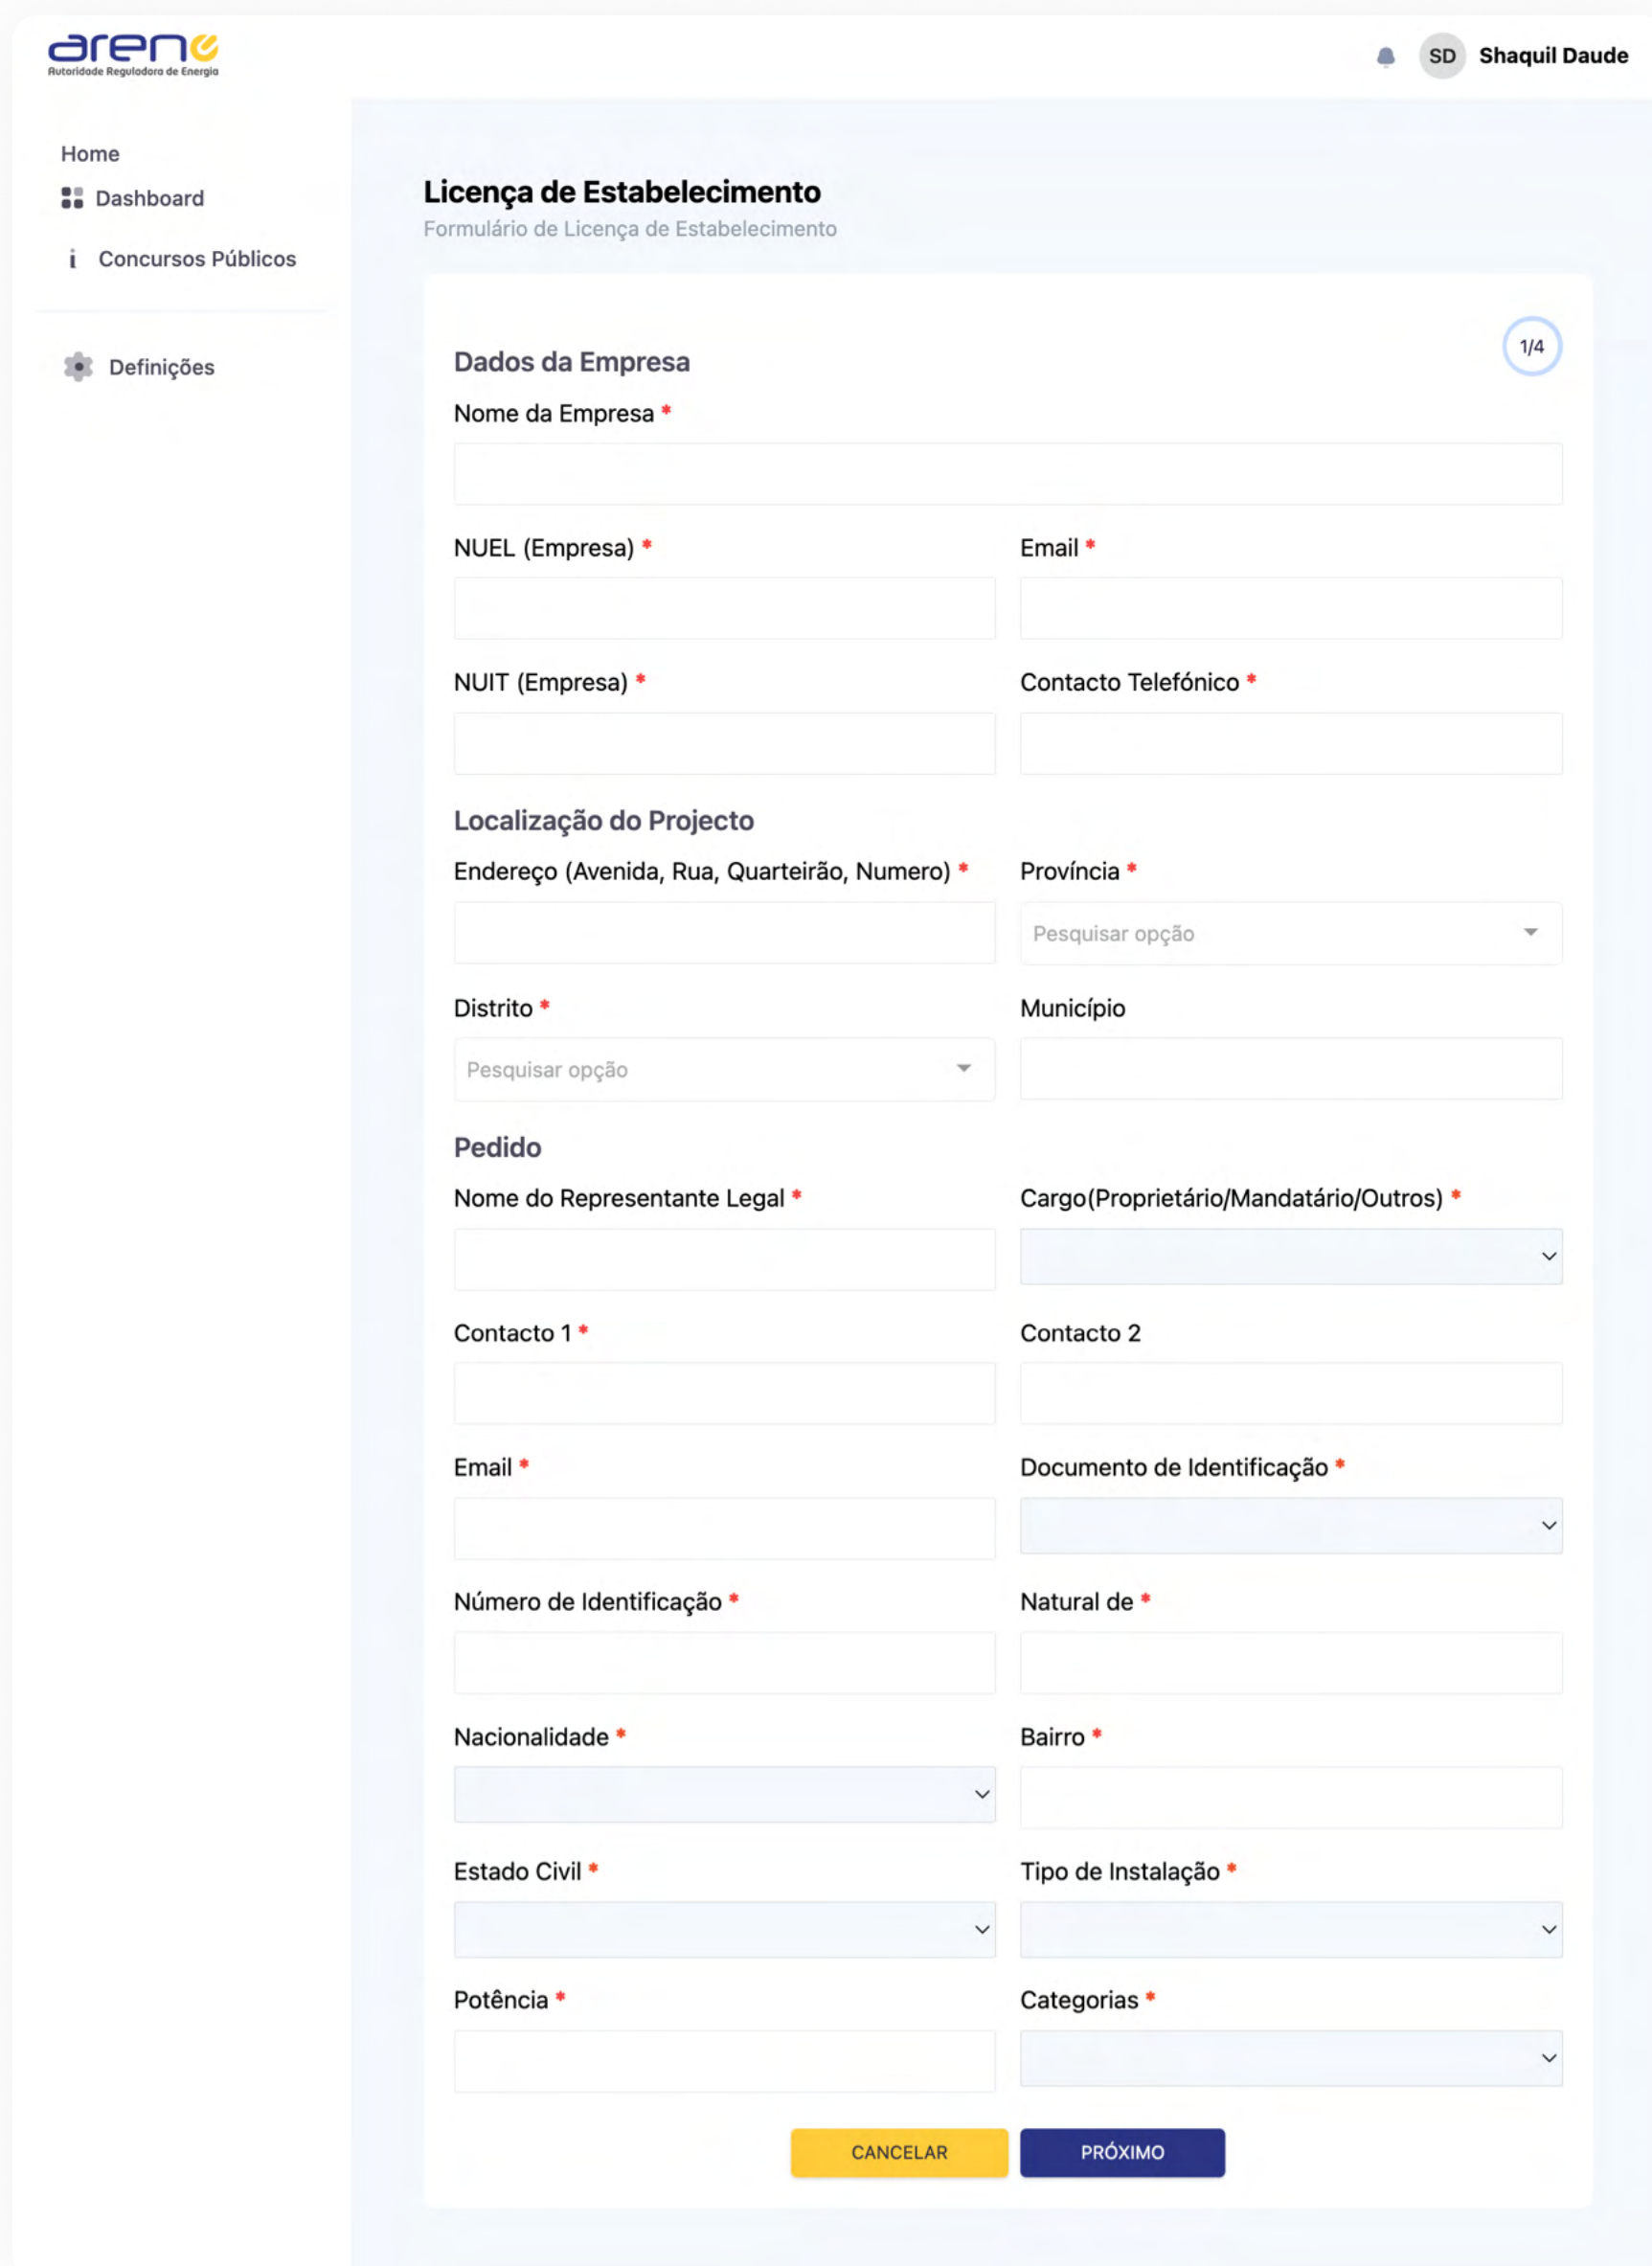 arene
Autoridade Reguladora de Energia
SD Shaquil Daude
Home
Dashboard
Concursos Públicos
Definições
Licença de Estabelecimento
Formulário de Licença de Estabelecimento
1/4
Dados da Empresa
Nome da Empresa *
NUEL (Empresa) * Email *
NUIT (Empresa) * Contacto Telefónico *
Localização do Projecto
Endereço (Avenida, Rua, Quarteirão, Numero) * Província *
Pesquisar opção
Distrito * Município
Pesquisar opção
Pedido
Nome do Representante Legal * Cargo(Proprietário/Mandatário/Outros) *
Contacto 1 * Contacto 2
Email * Documento de Identificação *
Número de Identificação * Natural de *
Nacionalidade * Bairro *
Estado Civil * Tipo de Instalação *
Potência * Categorias *
CANCELAR PRÓXIMO